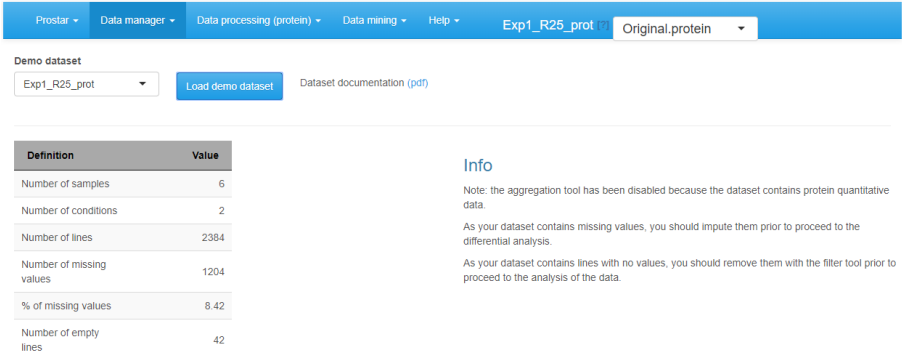 Prostar Data manager Data processing (protein) Data mining Help Exp1_R25_prot [?] Original.protein
Demo dataset
Exp1_R25_prot Load demo dataset Dataset documentation (pdf)
Definition Value
Number of samples 6
Number of conditions 2
Number of lines 2384
Number of missing
values 1204
% of missing values 8.42
Number of empty
lines 42
Info
Note: the aggregation tool has been disabled because the dataset contains protein quantitative
data.
As your dataset contains missing values, you should impute them prior to proceed to the
differential analysis.
As your dataset contains lines with no values, you should remove them with the filter tool prior to
proceed to the analysis of the data.